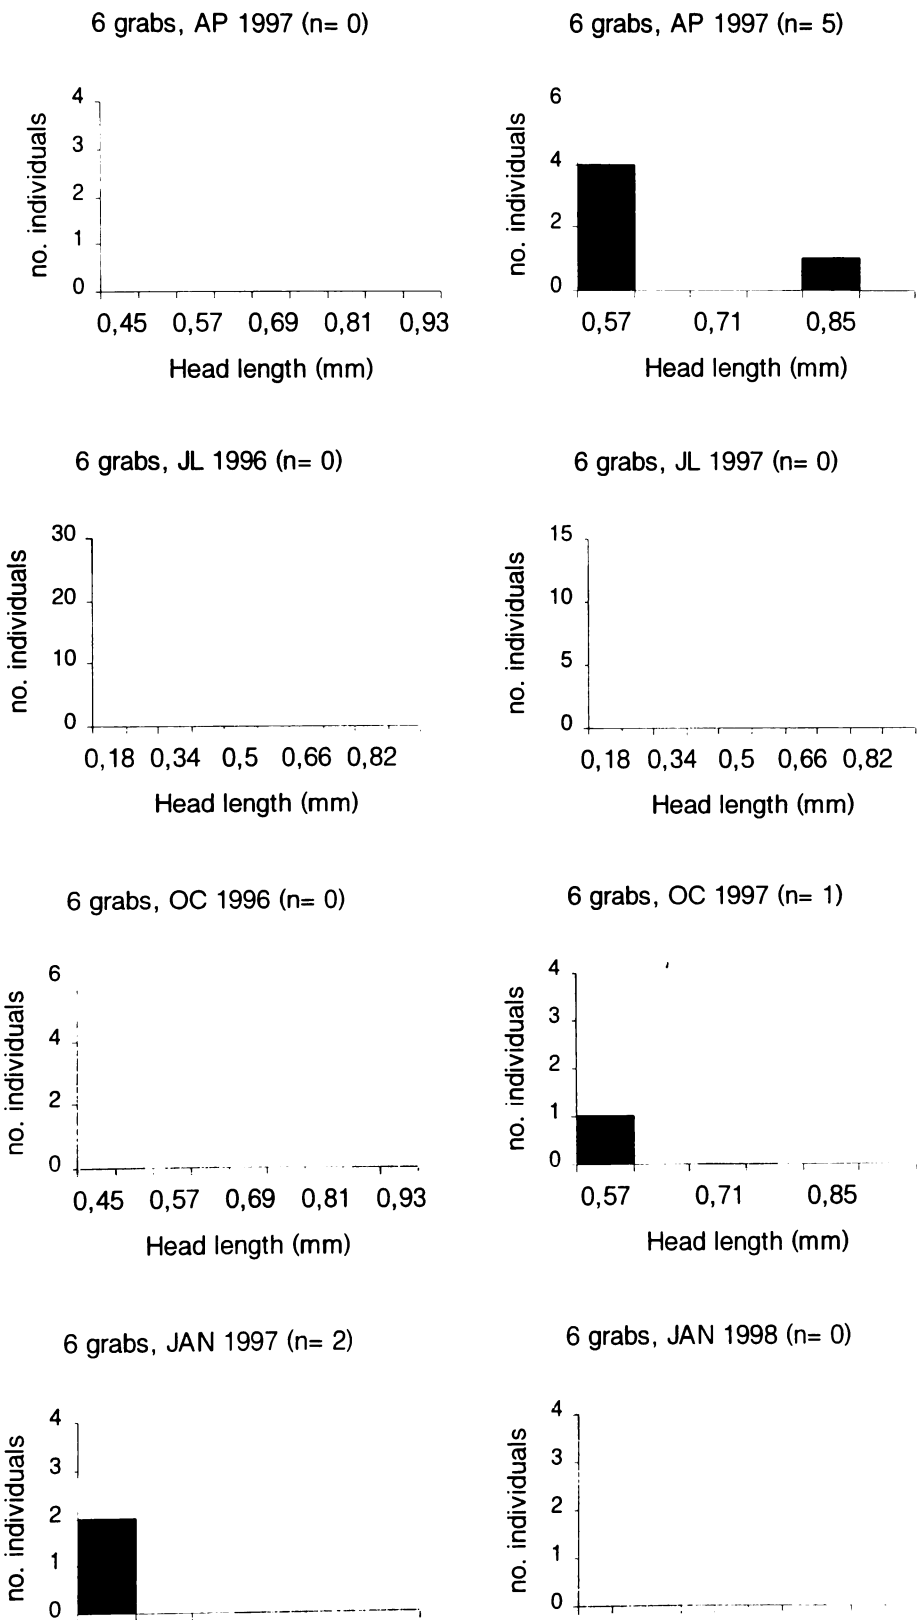 6 grabs, AP 1997 (n= 0)
no. individuals
4
3
2
1
0
0,45 0,57 0,69 0,81 0,93
Head length (mm)
6 grabs, AP 1997 (n= 5)
no. individuals
6
4
2
0
0,57 0,71 0,85
Head length (mm)
6 grabs, JL 1996 (n= 0)
no. individuals
30
20
10
0
0,18 0,34 0,5 0,66 0,82
Head length (mm)
6 grabs, JL 1997 (n= 0)
no. individuals
15
10
5
0
0,18 0,34 0,5 0,66 0,82
Head length (mm)
6 grabs, OC 1996 (n= 0)
no. individuals
6
4
2
0
0,45 0,57 0,69 0,81 0,93
Head length (mm)
6 grabs, OC 1997 (n= 1)
no. individuals
4
3
2
1
0
0,57 0,71 0,85
Head length (mm)
6 grabs, JAN 1997 (n= 2)
no. individuals
4
3
2
1
0
6 grabs, JAN 1998 (n= 0)
no. individuals
4
3
2
1
0